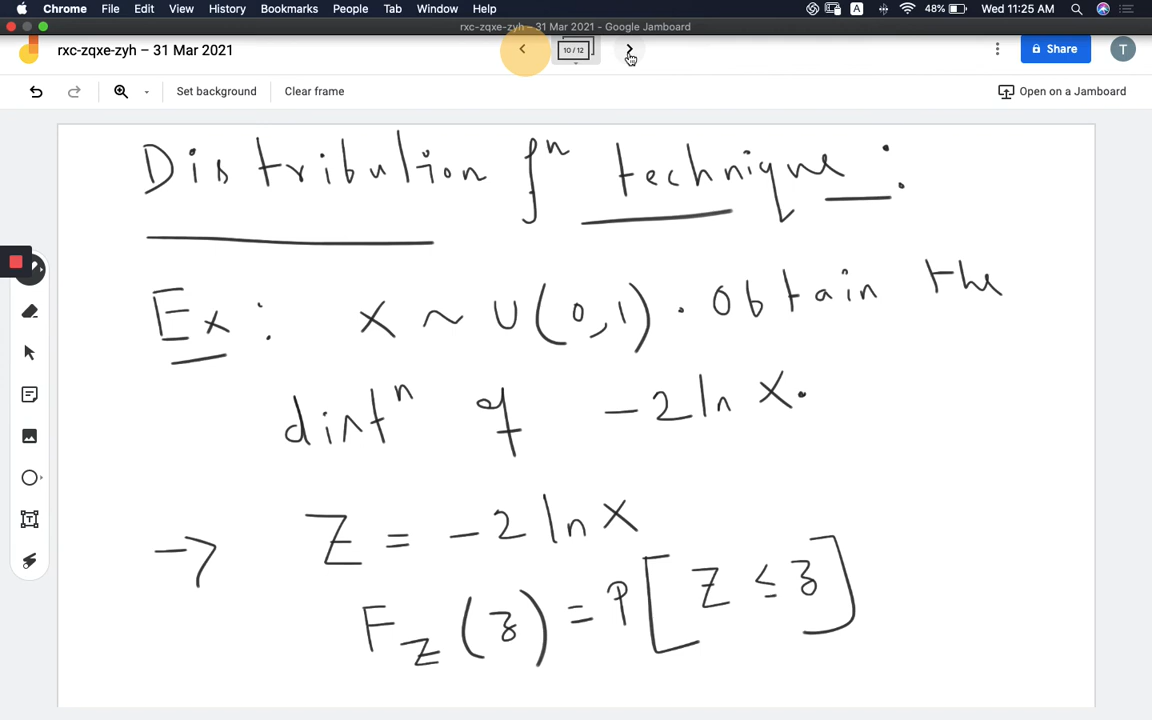 Chrome File Edit View History Bookmarks People Tab Window Help 48% Wed 11:25 AM
rxc-zqxe-zyh – 31 Mar 2021 - Google Jamboard
rxc-zqxe-zyh – 31 Mar 2021
10 / 12
Share
T
Set background Clear frame
Open on a Jamboard
Distribution fⁿ technique :
Ex : X ~ U(0,1) . Obtain the
distⁿ of -2 ln X.
→ Z = -2 ln X
F_Z(z) = P[Z ≤ z]